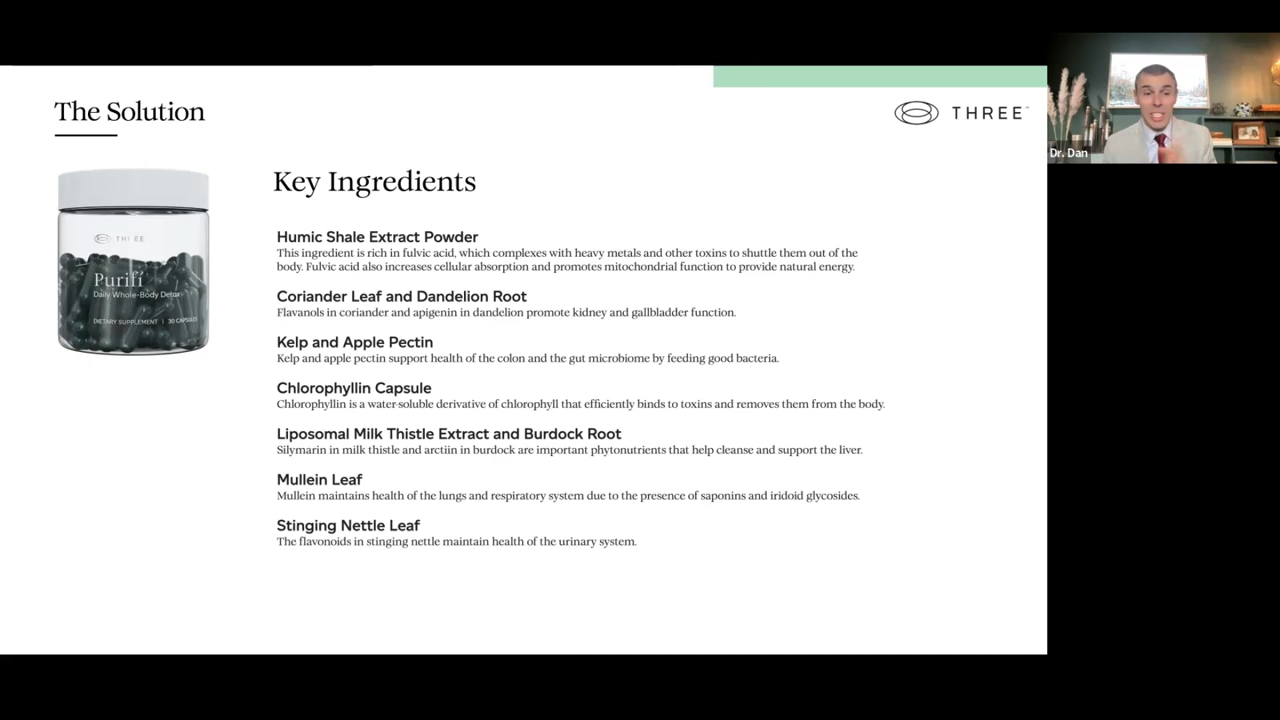 The Solution
THREE™
Dr. Dan
Key Ingredients
THREE
Purifí
Daily Whole-Body Detox
DIETARY SUPPLEMENT | 30 CAPSULES
Humic Shale Extract Powder
This ingredient is rich in fulvic acid, which complexes with heavy metals and other toxins to shuttle them out of the
body. Fulvic acid also increases cellular absorption and promotes mitochondrial function to provide natural energy.
Coriander Leaf and Dandelion Root
Flavanols in coriander and apigenin in dandelion promote kidney and gallbladder function.
Kelp and Apple Pectin
Kelp and apple pectin support health of the colon and the gut microbiome by feeding good bacteria.
Chlorophyllin Capsule
Chlorophyllin is a water-soluble derivative of chlorophyll that efficiently binds to toxins and removes them from the body.
Liposomal Milk Thistle Extract and Burdock Root
Silymarin in milk thistle and arctiin in burdock are important phytonutrients that help cleanse and support the liver.
Mullein Leaf
Mullein maintains health of the lungs and respiratory system due to the presence of saponins and iridoid glycosides.
Stinging Nettle Leaf
The flavonoids in stinging nettle maintain health of the urinary system.